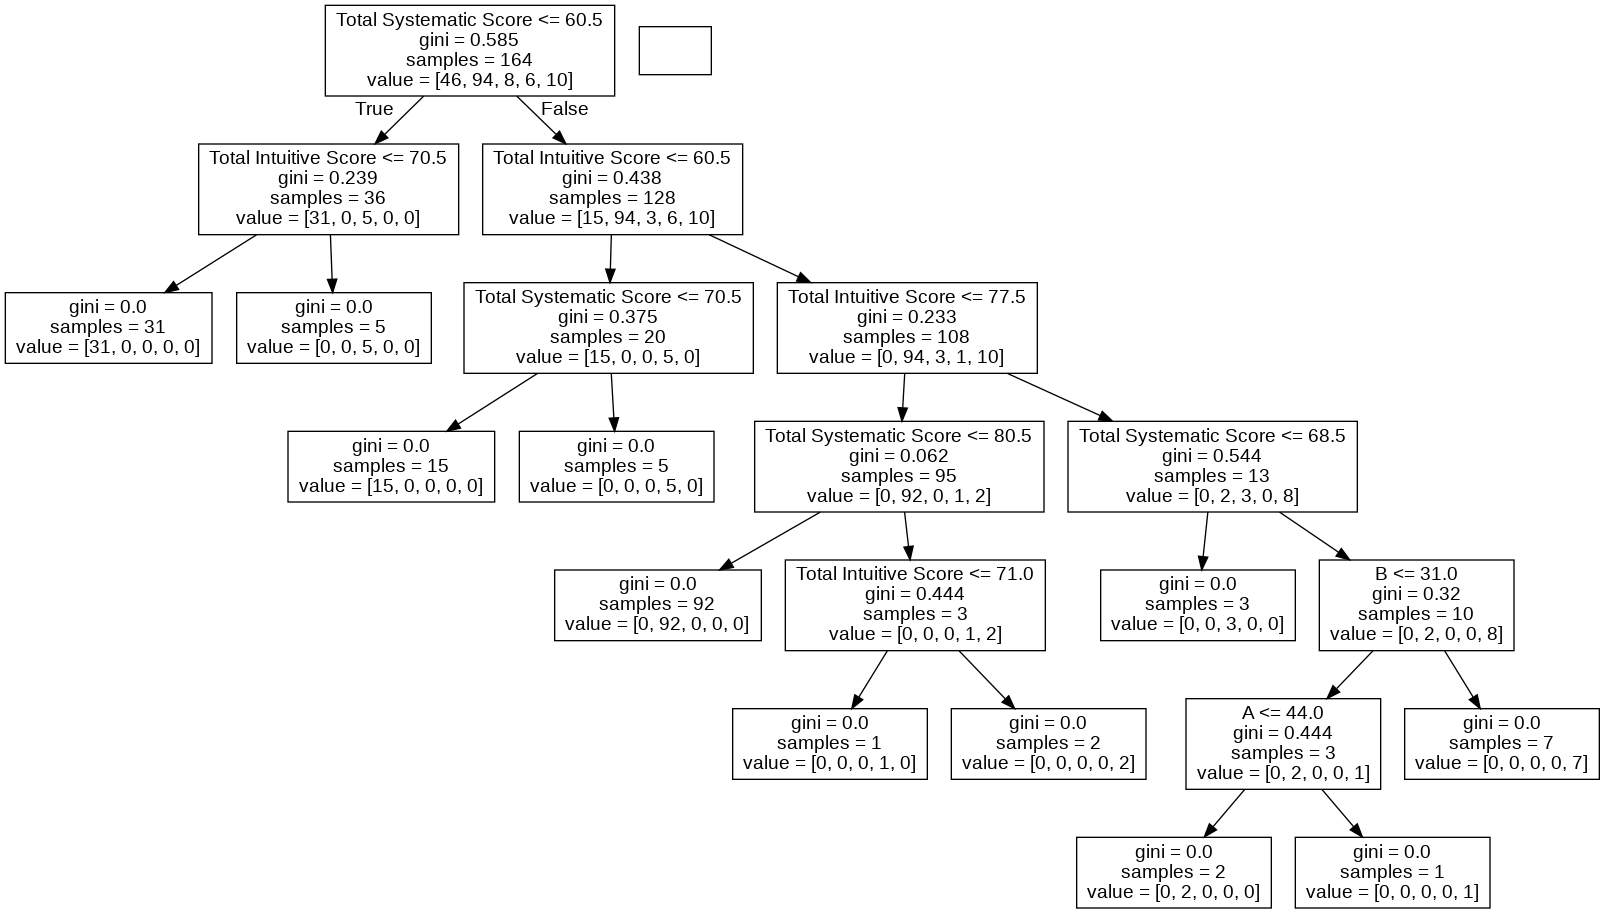 Total Systematic Score <= 60.5
gini = 0.585
samples = 164
value = [46, 94, 8, 6, 10]
True
False
Total Intuitive Score <= 70.5
gini = 0.239
samples = 36
value = [31, 0, 5, 0, 0]
Total Intuitive Score <= 60.5
gini = 0.438
samples = 128
value = [15, 94, 3, 6, 10]
gini = 0.0
samples = 31
value = [31, 0, 0, 0, 0]
gini = 0.0
samples = 5
value = [0, 0, 5, 0, 0]
Total Systematic Score <= 70.5
gini = 0.375
samples = 20
value = [15, 0, 0, 5, 0]
Total Intuitive Score <= 77.5
gini = 0.233
samples = 108
value = [0, 94, 3, 1, 10]
gini = 0.0
samples = 15
value = [15, 0, 0, 0, 0]
gini = 0.0
samples = 5
value = [0, 0, 0, 5, 0]
Total Systematic Score <= 80.5
gini = 0.062
samples = 95
value = [0, 92, 0, 1, 2]
Total Systematic Score <= 68.5
gini = 0.544
samples = 13
value = [0, 2, 3, 0, 8]
gini = 0.0
samples = 92
value = [0, 92, 0, 0, 0]
Total Intuitive Score <= 71.0
gini = 0.444
samples = 3
value = [0, 0, 0, 1, 2]
gini = 0.0
samples = 3
value = [0, 0, 3, 0, 0]
B <= 31.0
gini = 0.32
samples = 10
value = [0, 2, 0, 0, 8]
gini = 0.0
samples = 1
value = [0, 0, 0, 1, 0]
gini = 0.0
samples = 2
value = [0, 0, 0, 0, 2]
A <= 44.0
gini = 0.444
samples = 3
value = [0, 2, 0, 0, 1]
gini = 0.0
samples = 7
value = [0, 0, 0, 0, 7]
gini = 0.0
samples = 2
value = [0, 2, 0, 0, 0]
gini = 0.0
samples = 1
value = [0, 0, 0, 0, 1]